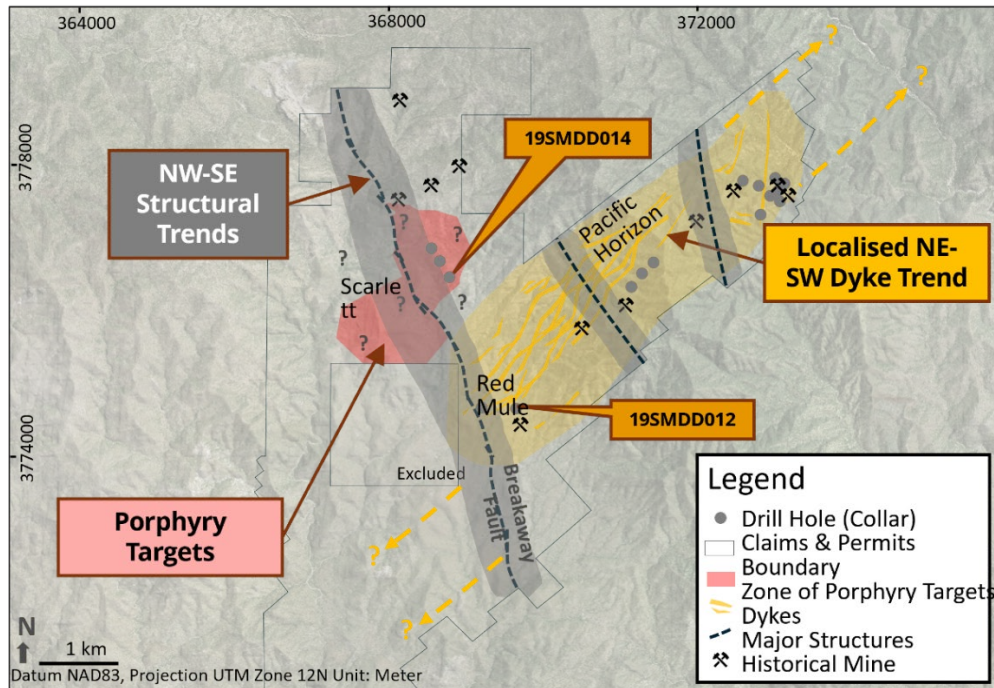 364000
368000
372000
3778000
3774000
NW-SE
Structural
Trends
19SMDD014
Pacific
Horizon
Localised NE-
SW Dyke Trend
Scarle
tt
Red
Mule
19SMDD012
Excluded
Breakaway
Fault
Porphyry
Targets
?
?
?
?
?
?
?
?
?
?
Legend
Drill Hole (Collar)
Claims & Permits
Boundary
Zone of Porphyry Targets
Dykes
Major Structures
Historical Mine
N
1 km
Datum NAD83, Projection UTM Zone 12N Unit: Meter